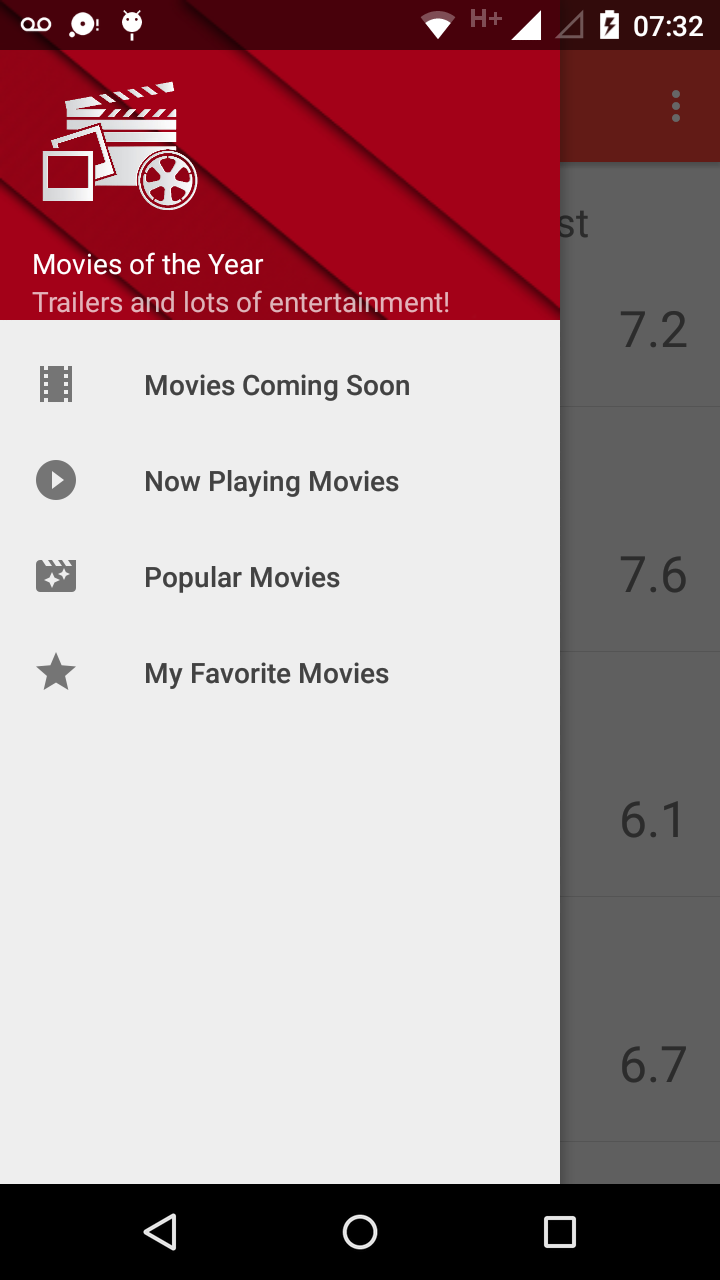 H+ 07:32
Movies of the Year
Trailers and lots of entertainment!
st
7.2
Movies Coming Soon
Now Playing Movies
7.6
Popular Movies
My Favorite Movies
6.1
6.7